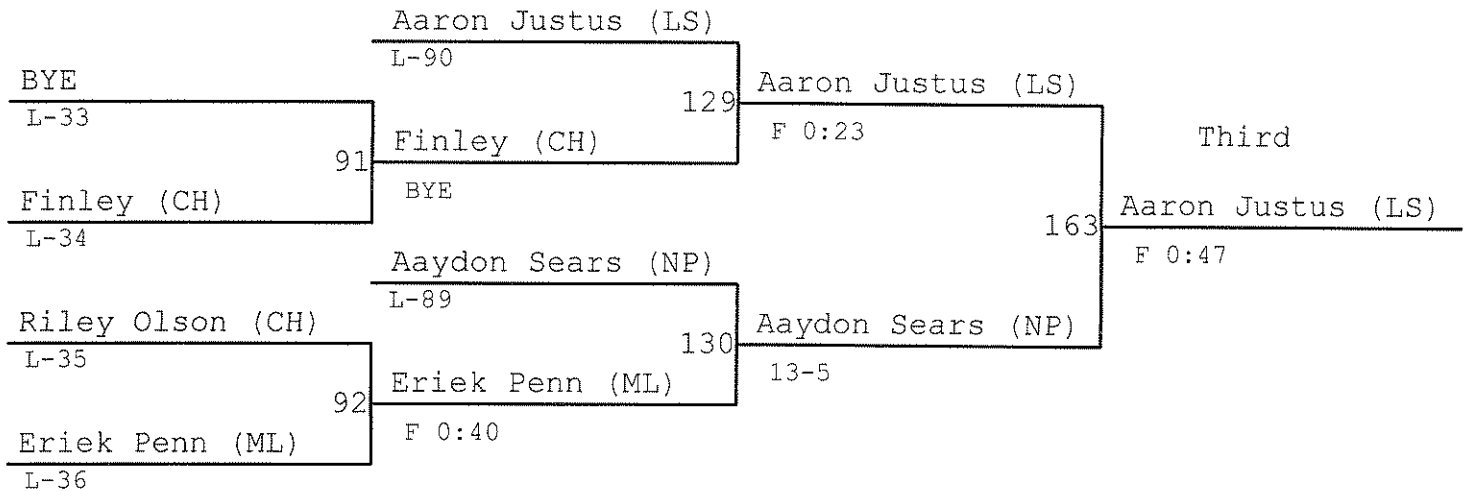 Aaron Justus (LS)
L-90
BYE
L-33
129
Aaron Justus (LS)
F 0:23
Third
91
Finley (CH)
BYE
Finley (CH)
L-34
163
Aaron Justus (LS)
F 0:47
Aaydon Sears (NP)
L-89
Riley Olson (CH)
L-35
130
Aaydon Sears (NP)
13-5
92
Eriek Penn (ML)
F 0:40
Eriek Penn (ML)
L-36